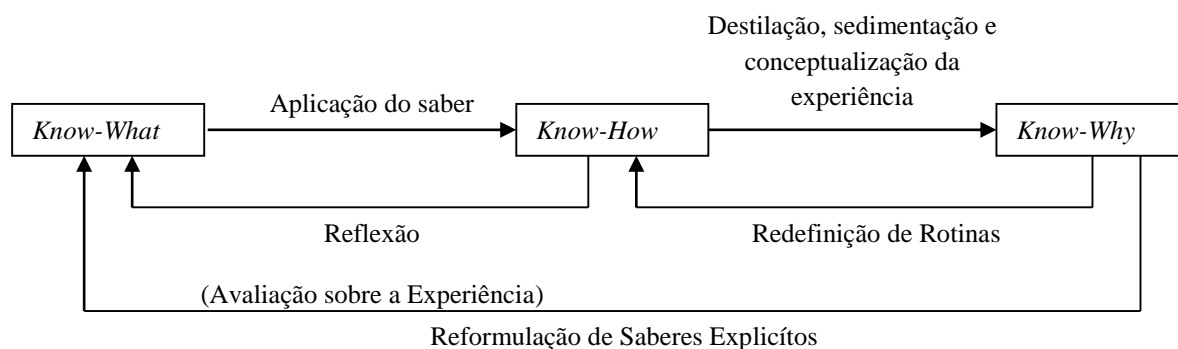 Destilação, sedimentação e
conceptualização da
experiência
Aplicação do saber
Know-What
Know-How
Know-Why
Reflexão
Redefinição de Rotinas
(Avaliação sobre a Experiência)
Reformulação de Saberes Explicítos